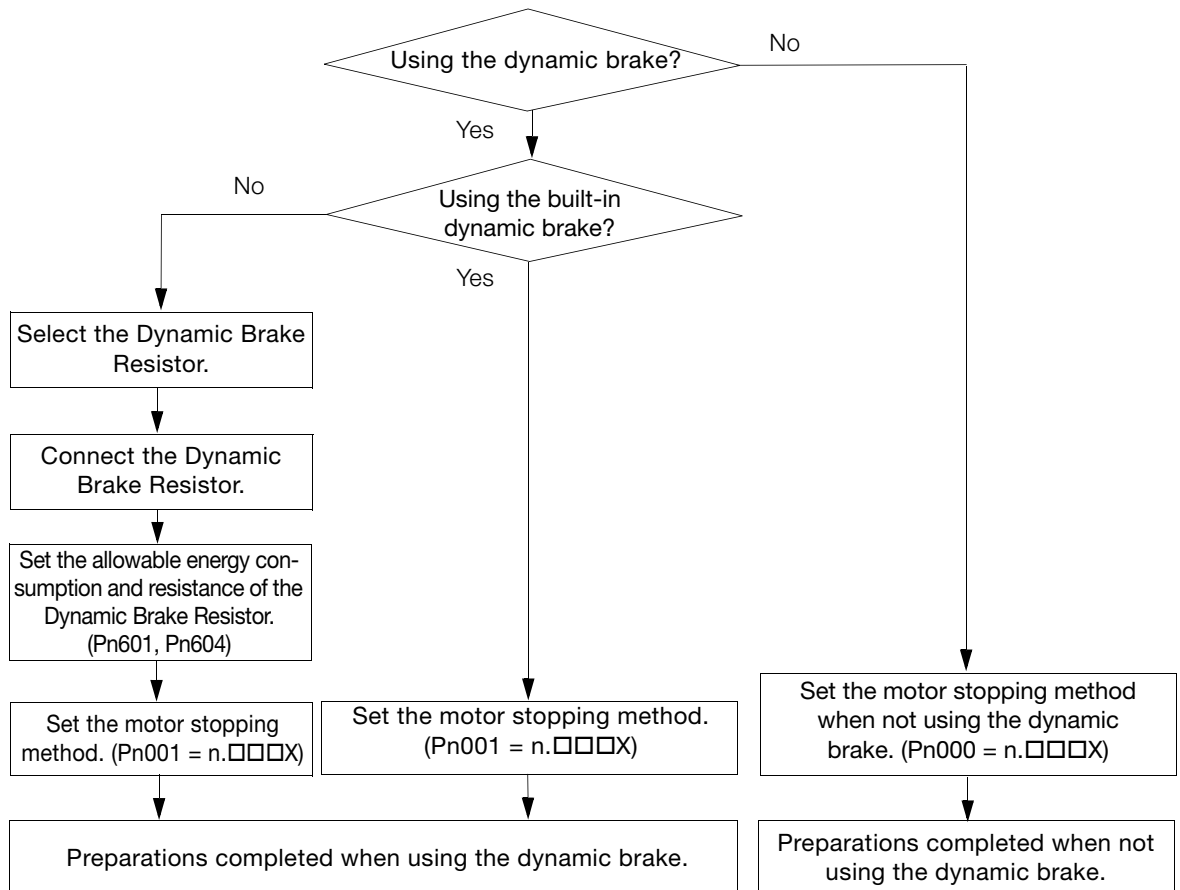 Using the dynamic brake?
No
Yes
Using the built-in
dynamic brake?
No
Yes
Select the Dynamic Brake
Resistor.
Connect the Dynamic
Brake Resistor.
Set the allowable energy con-
sumption and resistance of the
Dynamic Brake Resistor.
(Pn601, Pn604)
Set the motor stopping
method. (Pn001 = n.□□□X)
Set the motor stopping method.
(Pn001 = n.□□□X)
Set the motor stopping method
when not using the dynamic
brake. (Pn000 = n.□□□X)
Preparations completed when using the dynamic brake.
Preparations completed when not
using the dynamic brake.